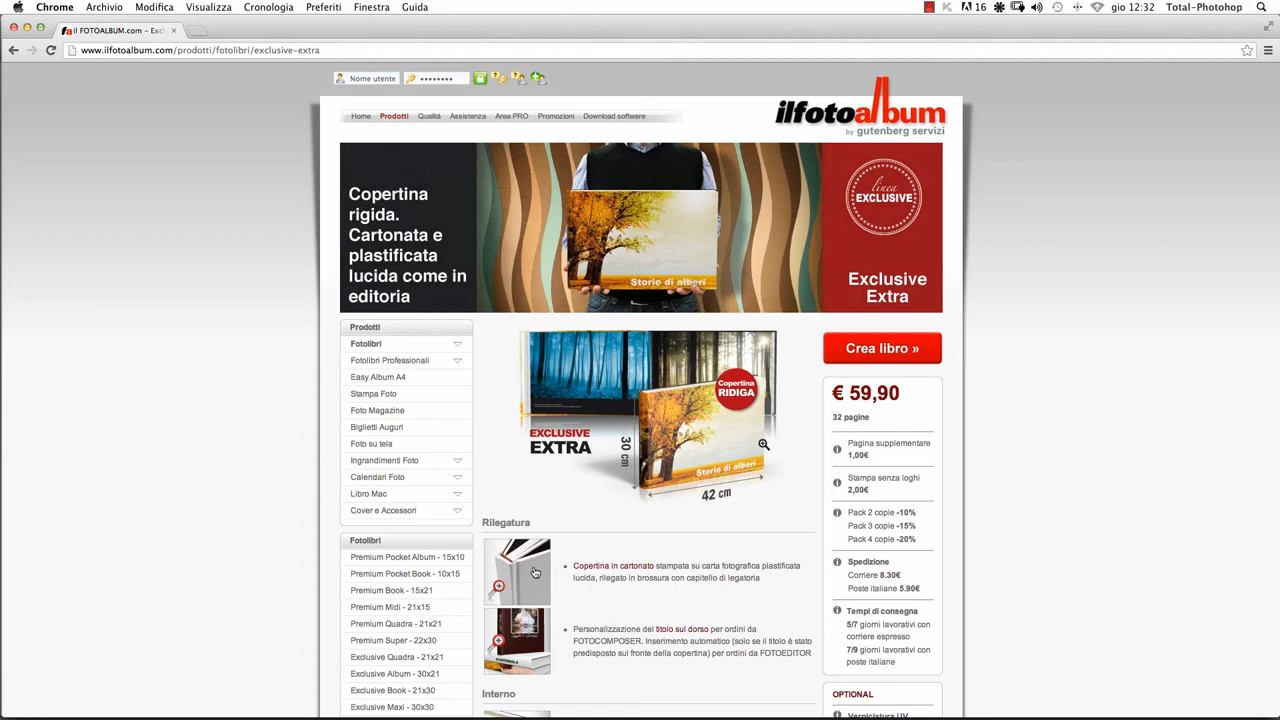 Chrome Archivio Modifica Visualizza Cronologia Preferiti Finestra Guida
16 gio 12:32 Total-Photohop
il FOTOALBUM.com - Exc
www.ilfotoalbum.com/prodotti/fotolibri/exclusive-extra
Nome utente ••••••••
Home Prodotti Qualità Assistenza Area PRO Promozioni Download software
ilfotoalbum
by gutenberg servizi
Copertina
rigida.
Cartonata e
plastificata
lucida come in
editoria
Storie di alberi
linea
EXCLUSIVE
Exclusive
Extra
Prodotti
Fotolibri
Fotolibri Professionali
Easy Album A4
Stampa Foto
Foto Magazine
Biglietti Auguri
Foto su tela
Ingrandimenti Foto
Calendari Foto
Libro Mac
Cover e Accessori
Fotolibri
Premium Pocket Album - 15x10
Premium Pocket Book - 10x15
Premium Book - 15x21
Premium Midi - 21x15
Premium Quadra - 21x21
Premium Super - 22x30
Exclusive Quadra - 21x21
Exclusive Album - 30x21
Exclusive Book - 21x30
Exclusive Maxi - 30x30
Copertina
RIDIGA
EXCLUSIVE
EXTRA
30 cm
Storie di alberi
42 cm
Rilegatura
Copertina in cartonato stampata su carta fotografica plastificata
lucida, rilegato in brossura con capitello di legatoria
Personalizzazione del titolo sul dorso per ordini da
FOTOCOMPOSER. Inserimento automatico (solo se il titolo è stato
predisposto sul fronte della copertina) per ordini da FOTOEDITOR
GUATEMALA
Interno
Crea libro »
€ 59,90
32 pagine
Pagina supplementare
1,00€
Stampa senza loghi
2,00€
Pack 2 copie -10%
Pack 3 copie -15%
Pack 4 copie -20%
Spedizione
Corriere 8.30€
Poste italiane 5.90€
Tempi di consegna
5/7 giorni lavorativi con
corriere espresso
7/9 giorni lavorativi con
poste italiane
OPTIONAL
Verniciatura UV